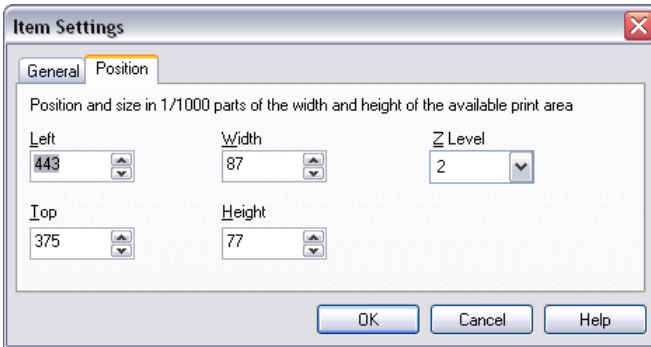 Item Settings
General Position
Position and size in 1/1000 parts of the width and height of the available print area
Left Width Z Level
443 87 2
Top Height
375 77
OK Cancel Help